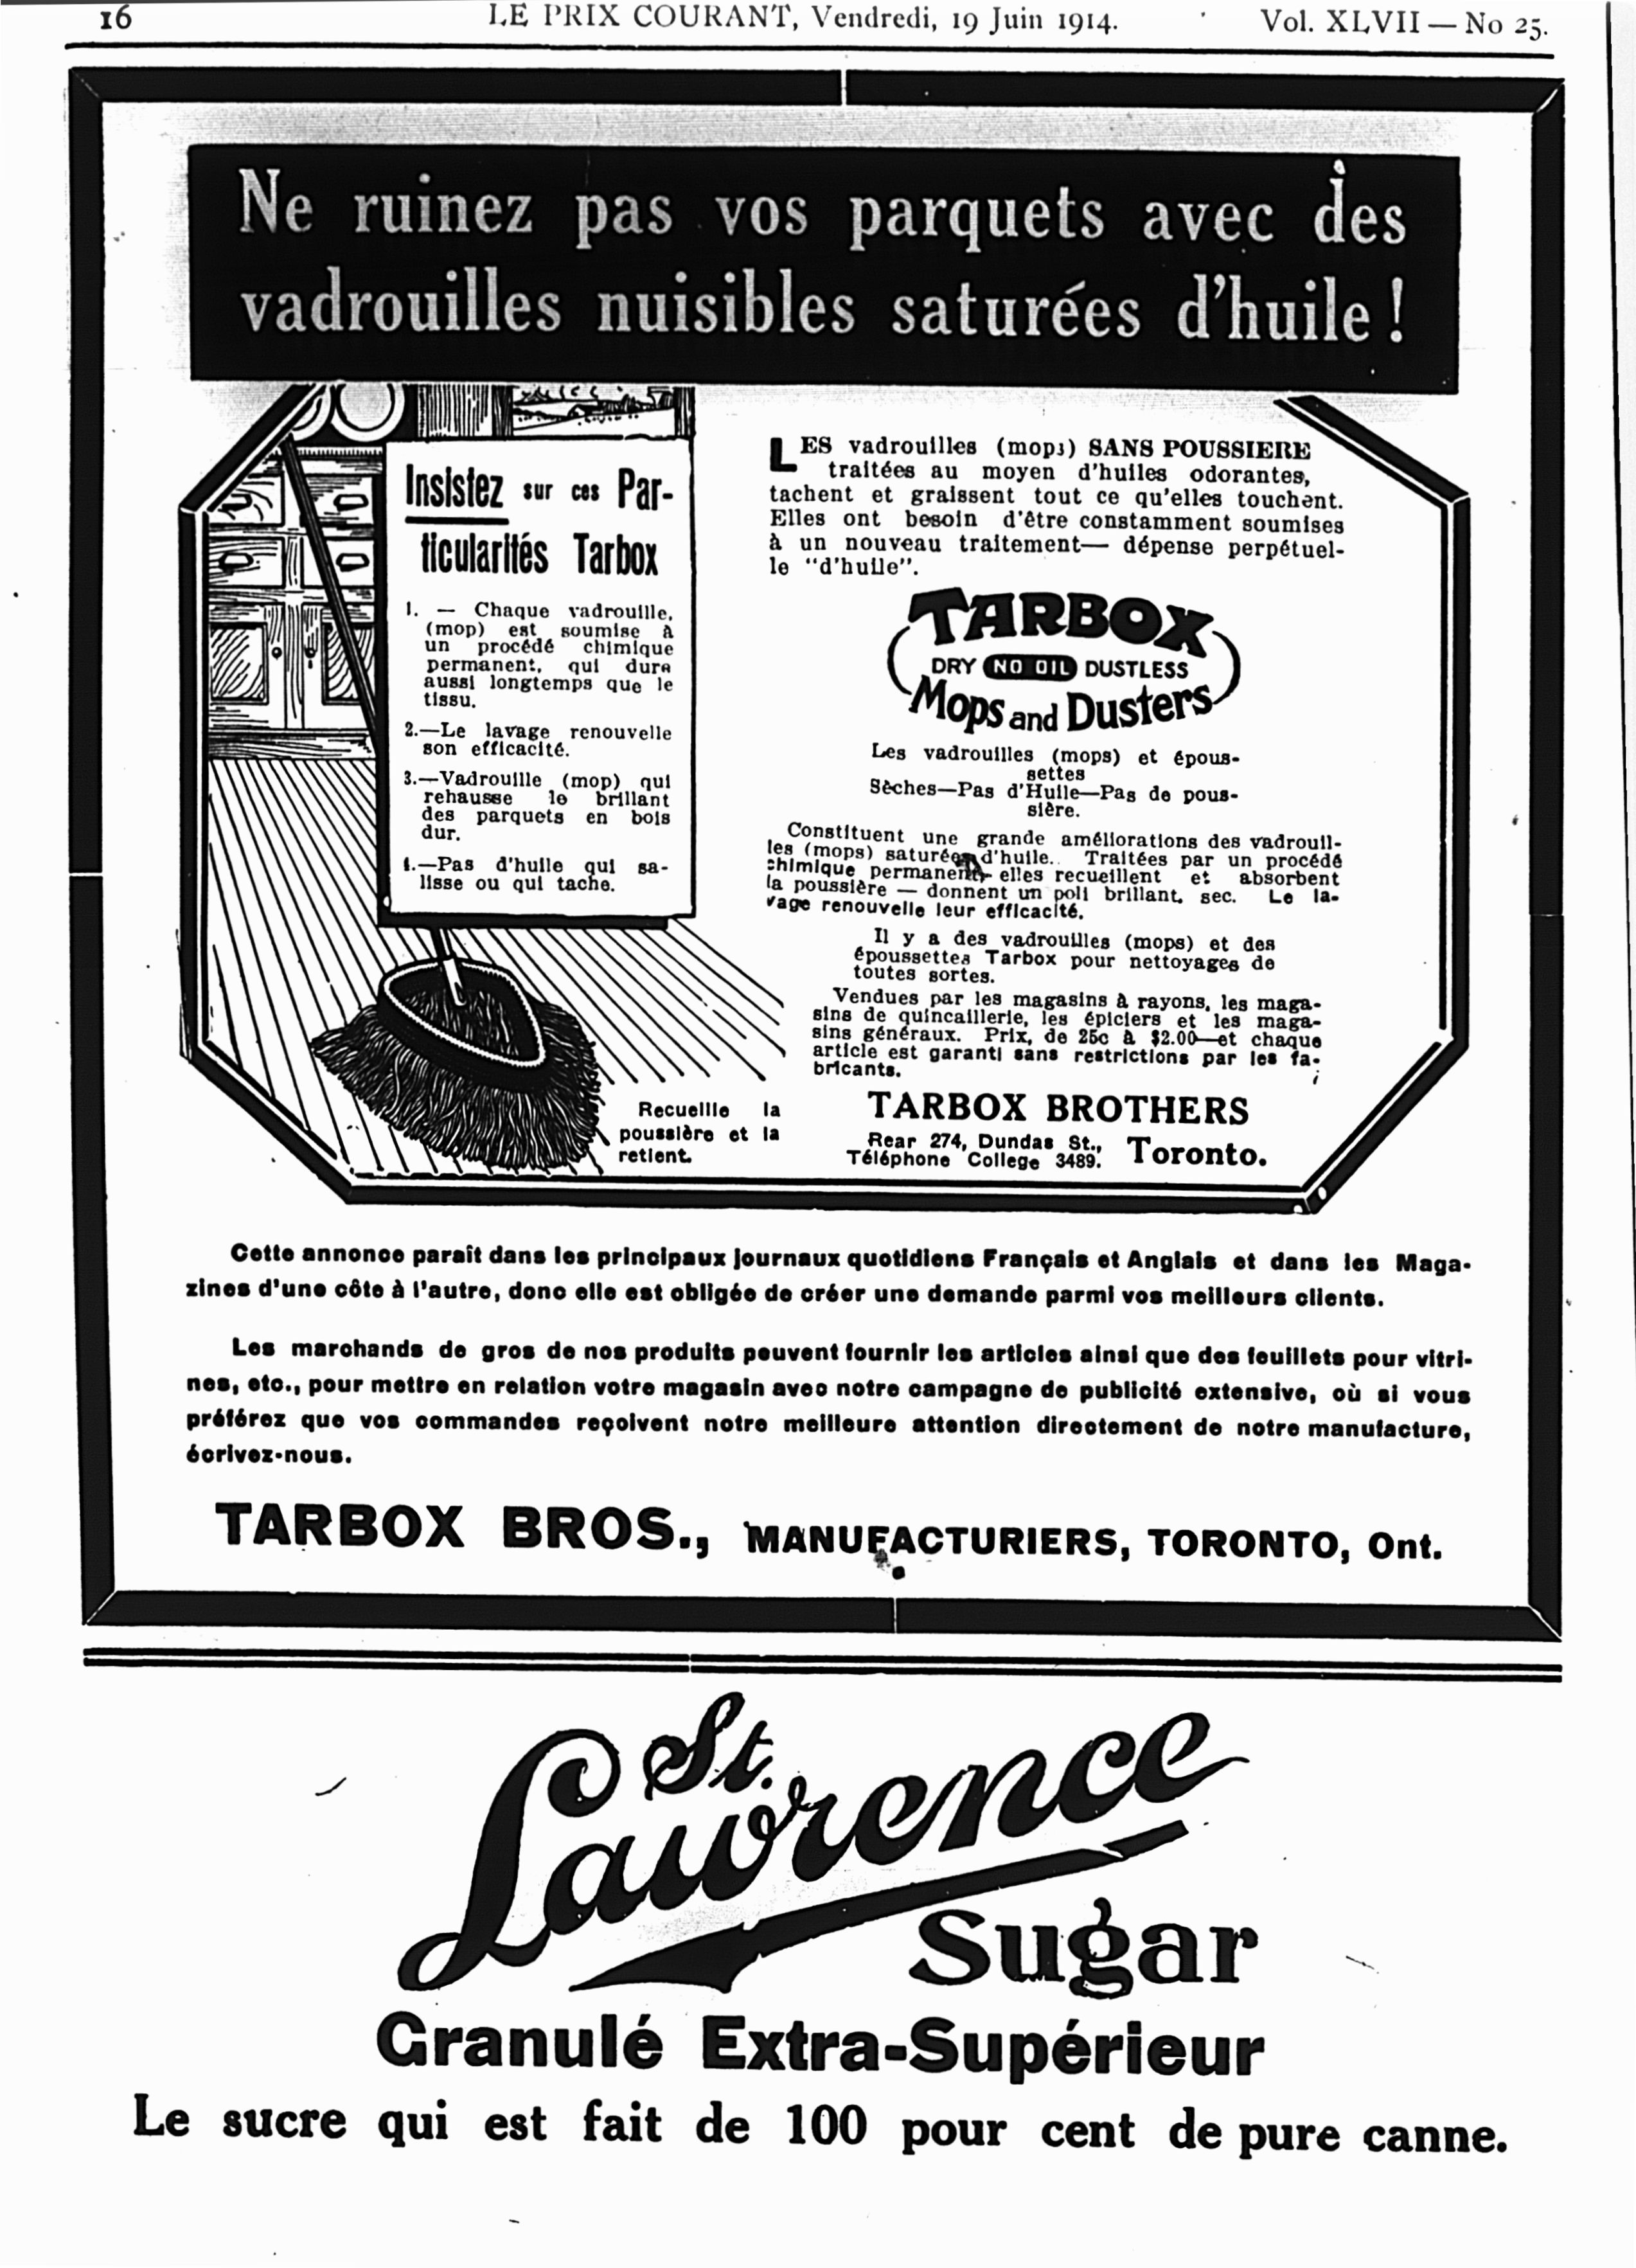 16
LE PRIX COURANT, Vendredi, 19 Juin 1914.
Vol. XLVII — No 25.
Ne ruinez pas vos parquets avec des
vadrouilles nuisibles saturées d'huile !
Insistez sur ces Par-
ticularités Tarbox
1. — Chaque vadrouille,
(mop) est soumise à
un procédé chimique
permanent, qui dure
aussi longtemps que le
tissu.
2.—Le lavage renouvelle
son efficacité.
3.—Vadrouille (mop) qui
rehausse le brillant
des parquets en bois
dur.
4.—Pas d'huile qui sa-
lisse ou qui tache.
Recueille la
poussière et la
retient.
LES vadrouilles (mops) SANS POUSSIERE
traitées au moyen d'huiles odorantes,
tachent et graissent tout ce qu'elles touchent.
Elles ont besoin d'être constamment soumises
à un nouveau traitement— dépense perpétuel-
le "d'huile".
TARBOX
DRY NO OIL DUSTLESS
Mops and Dusters
Les vadrouilles (mops) et épous-
settes
Sèches—Pas d'Huile—Pas de pous-
sière.
Constituent une grande améliorations des vadrouil-
les (mops) saturées d'huile. Traitées par un procédé
chimique permanent, elles recueillent et absorbent
la poussière — donnent un poli brillant, sec. Le la-
vage renouvelle leur efficacité.
Il y a des vadrouilles (mops) et des
époussettes Tarbox pour nettoyages de
toutes sortes.
Vendues par les magasins à rayons, les maga-
sins de quincaillerie, les épiciers et les maga-
sins généraux. Prix, de 25c à $2.00—et chaque
article est garanti sans restrictions par les fa-
bricants.
TARBOX BROTHERS
Rear 274, Dundas St.,
Téléphone College 3489. Toronto.
Cette annonce paraît dans les principaux journaux quotidiens Français et Anglais et dans les Maga-
zines d'une côte à l'autre, donc elle est obligée de créer une demande parmi vos meilleurs clients.
Les marchands de gros de nos produits peuvent fournir les articles ainsi que des feuillets pour vitri-
nes, etc., pour mettre en relation votre magasin avec notre campagne de publicité extensive, où si vous
préférez que vos commandes reçoivent notre meilleure attention directement de notre manufacture,
écrivez-nous.
TARBOX BROS., MANUFACTURIERS, TORONTO, Ont.
St.
Lawrence
Sugar
Granulé Extra-Supérieur
Le sucre qui est fait de 100 pour cent de pure canne.